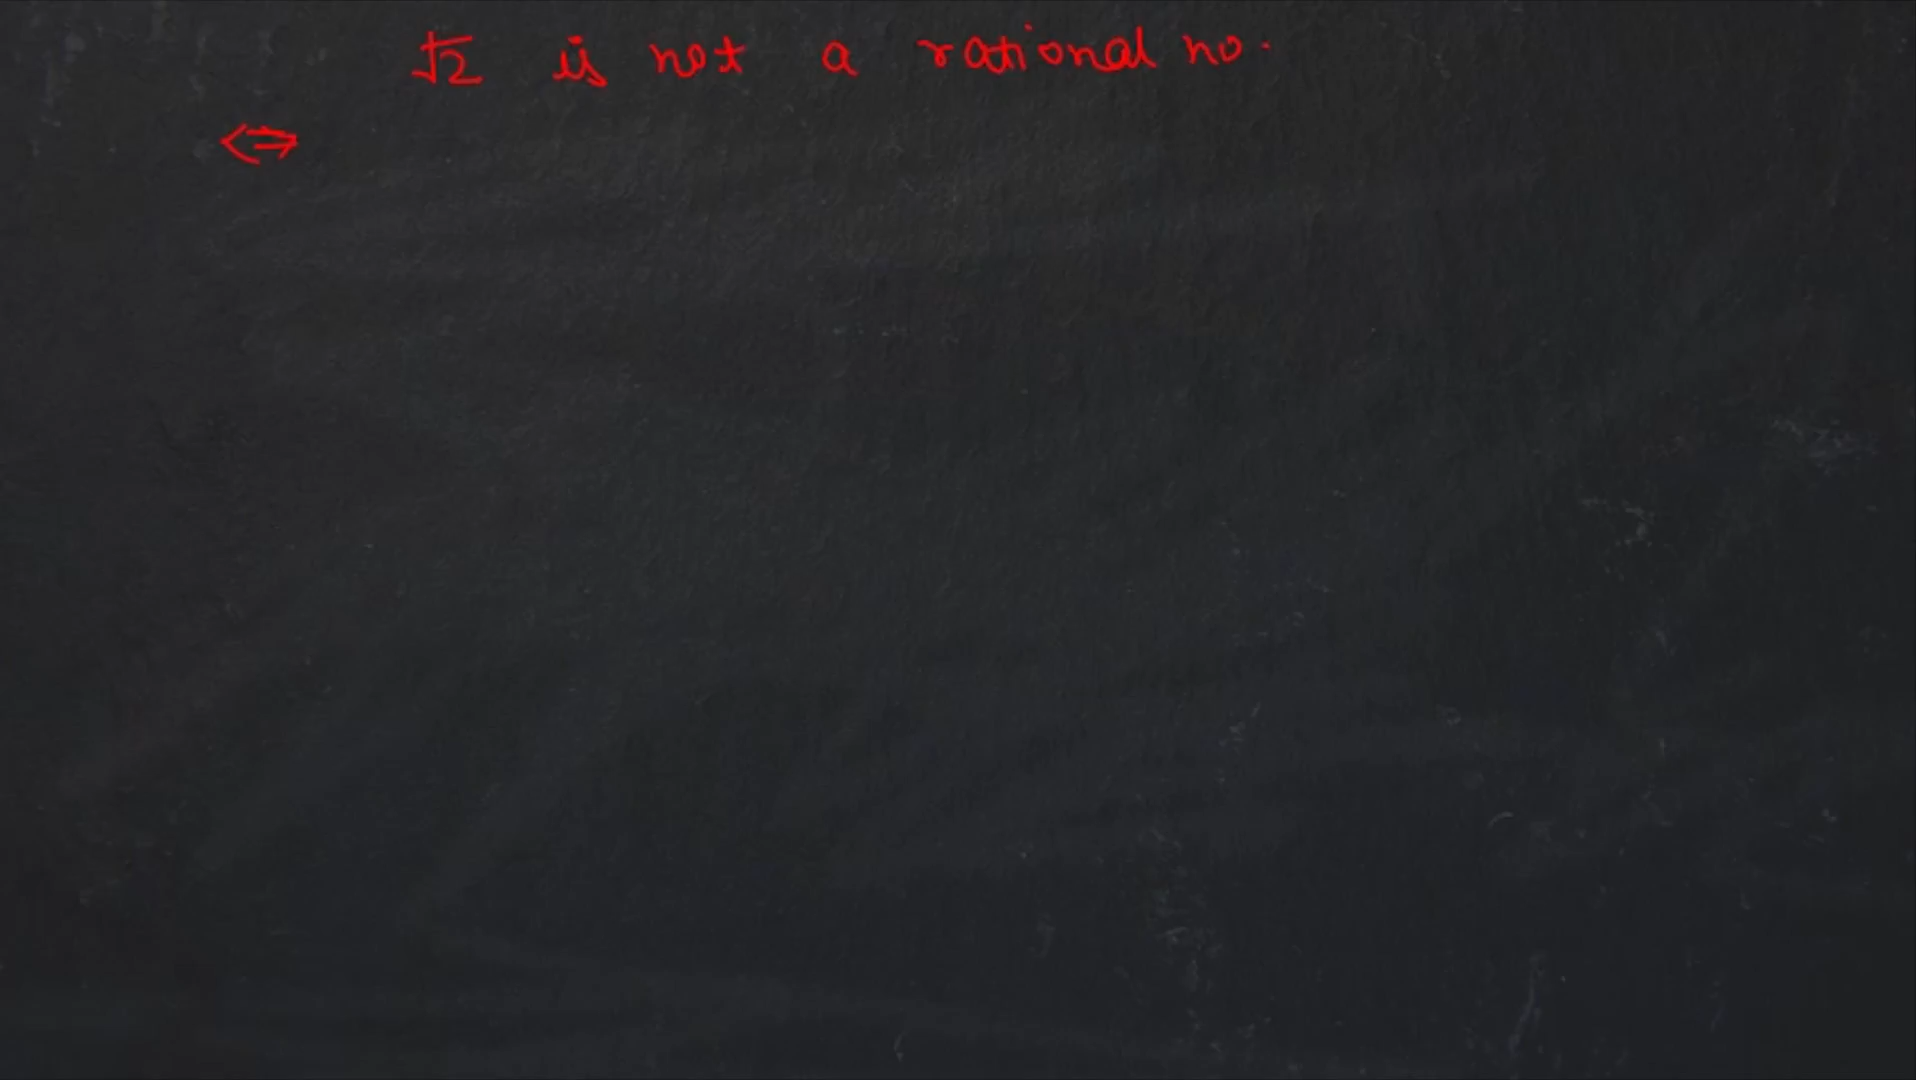 √2 is not a rational no.
⇔